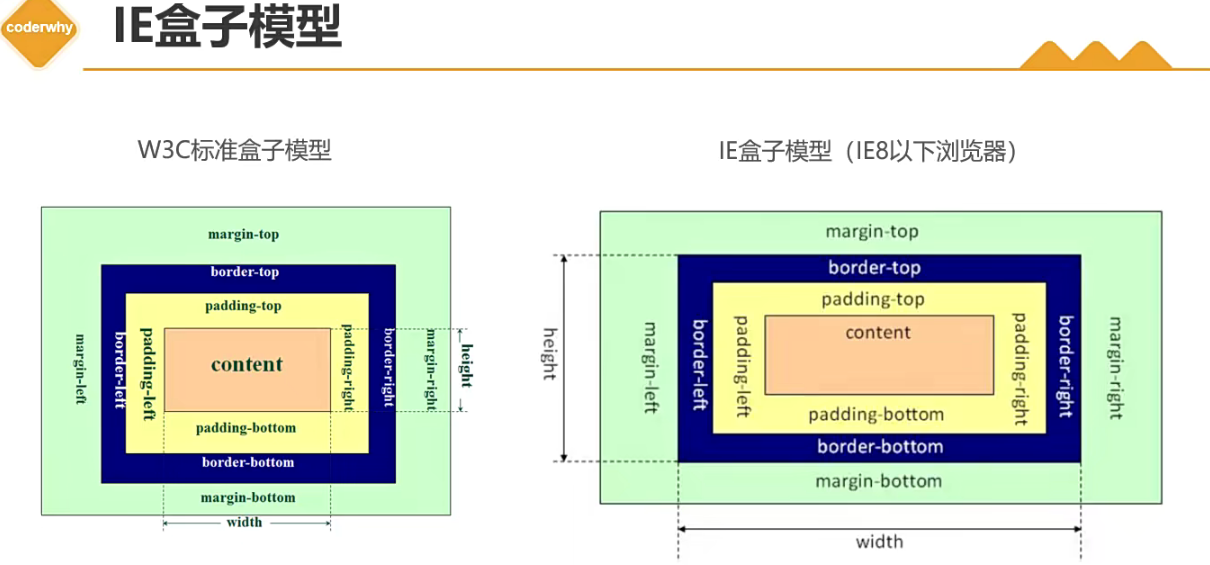 coderwhy
IE盒子模型
W3C标准盒子模型
margin-top
border-top
padding-top
margin-left
border-left
padding-left
content
padding-right
border-right
margin-right
height
padding-bottom
border-bottom
margin-bottom
width
IE盒子模型（IE8以下浏览器）
margin-top
border-top
padding-top
height
margin-left
border-left
padding-left
content
padding-right
border-right
margin-right
padding-bottom
border-bottom
margin-bottom
width